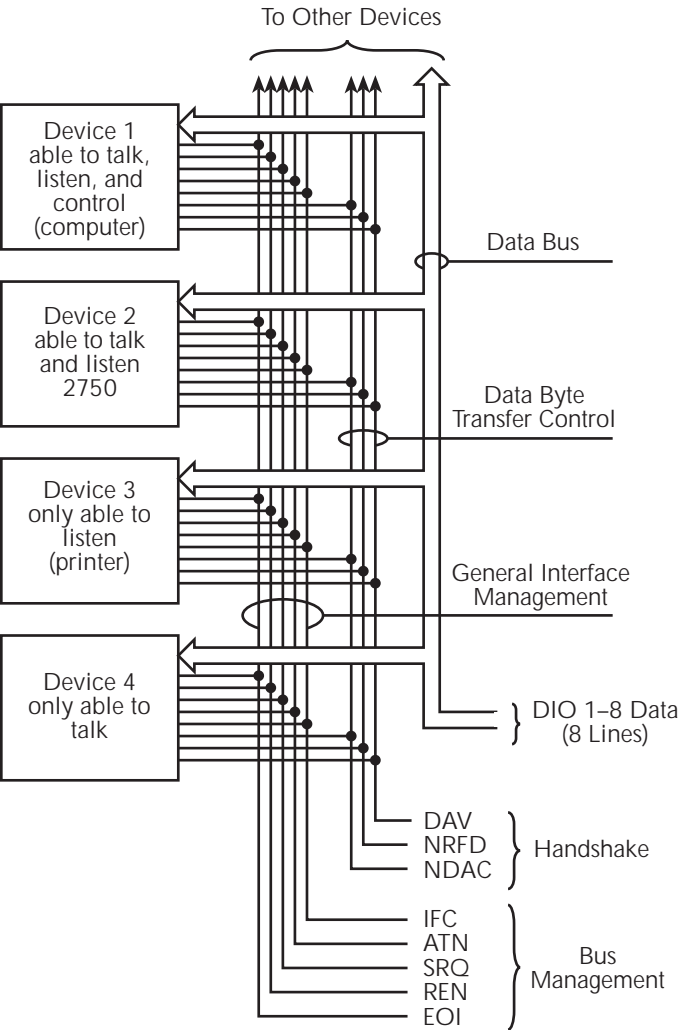 To Other Devices
Device 1
able to talk,
listen, and
control
(computer)
Data Bus
Device 2
able to talk
and listen
2750
Data Byte
Transfer Control
Device 3
only able to
listen
(printer)
General Interface
Management
Device 4
only able to
talk
DIO 1–8 Data
(8 Lines)
DAV
NRFD
NDAC
Handshake
IFC
ATN
SRQ
REN
EOI
Bus
Management